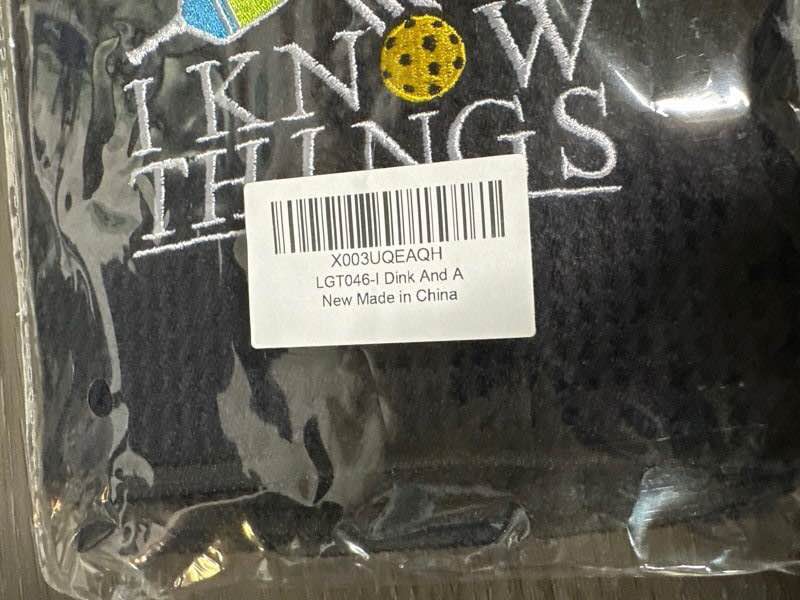 I KNOW
THINGS
X003UQEAQH
LGT046-I Dink And A
New Made in China